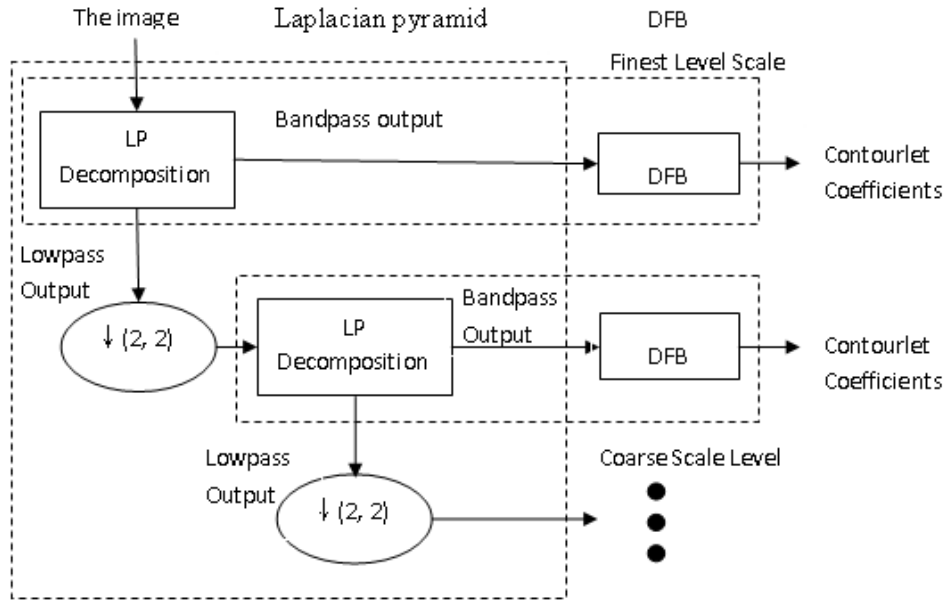 The image
Laplacian pyramid
DFB
Finest Level Scale
LP
Decomposition
Bandpass output
DFB
Contourlet
Coefficients
Lowpass
Output
↓ (2, 2)
LP
Decomposition
Bandpass
Output
DFB
Contourlet
Coefficients
Lowpass
Output
↓ (2, 2)
Coarse Scale Level